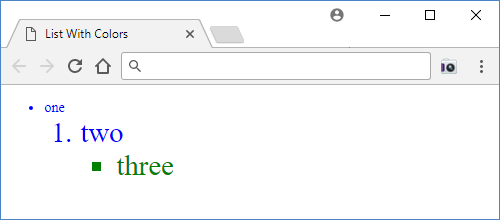 List With Colors
• one
1. two
▪ three